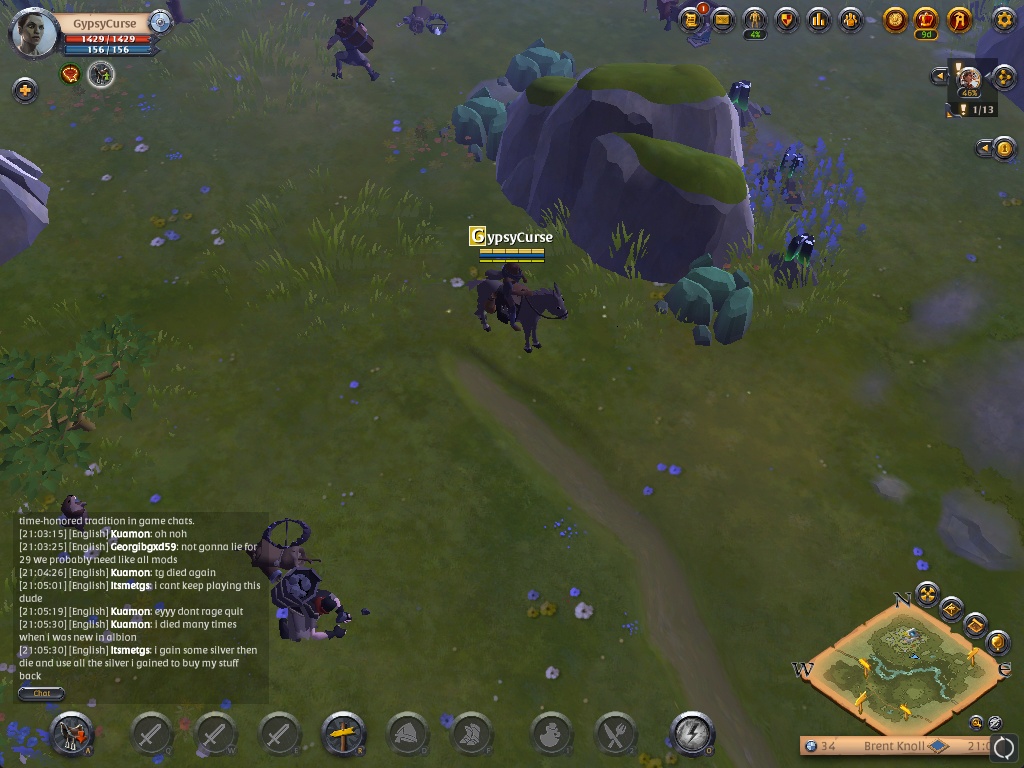 GypsyCurse
1429 / 1429
156 / 156
1
4%
9d
46%
1/13
1
GypsyCurse
time-honored tradition in game chats.
[21:03:15] [English] Kuamon: oh noh
[21:03:25] [English] Georgibgxd59: not gonna lie for
29 we probably need like all mods
[21:04:26] [English] Kuamon: tg died again
[21:05:01] [English] Itsmetgs: i cant keep playing this
dude
[21:05:19] [English] Kuamon: eyyy dont rage quit
[21:05:30] [English] Kuamon: I died many times
when i was new in albion
[21:05:30] [English] Itsmetgs: i gain some silver then
die and use all the silver i gained to buy my stuff
back
Chat
N
W
E
A
Q
W
E
R
D
F
O
34 Brent Knoll